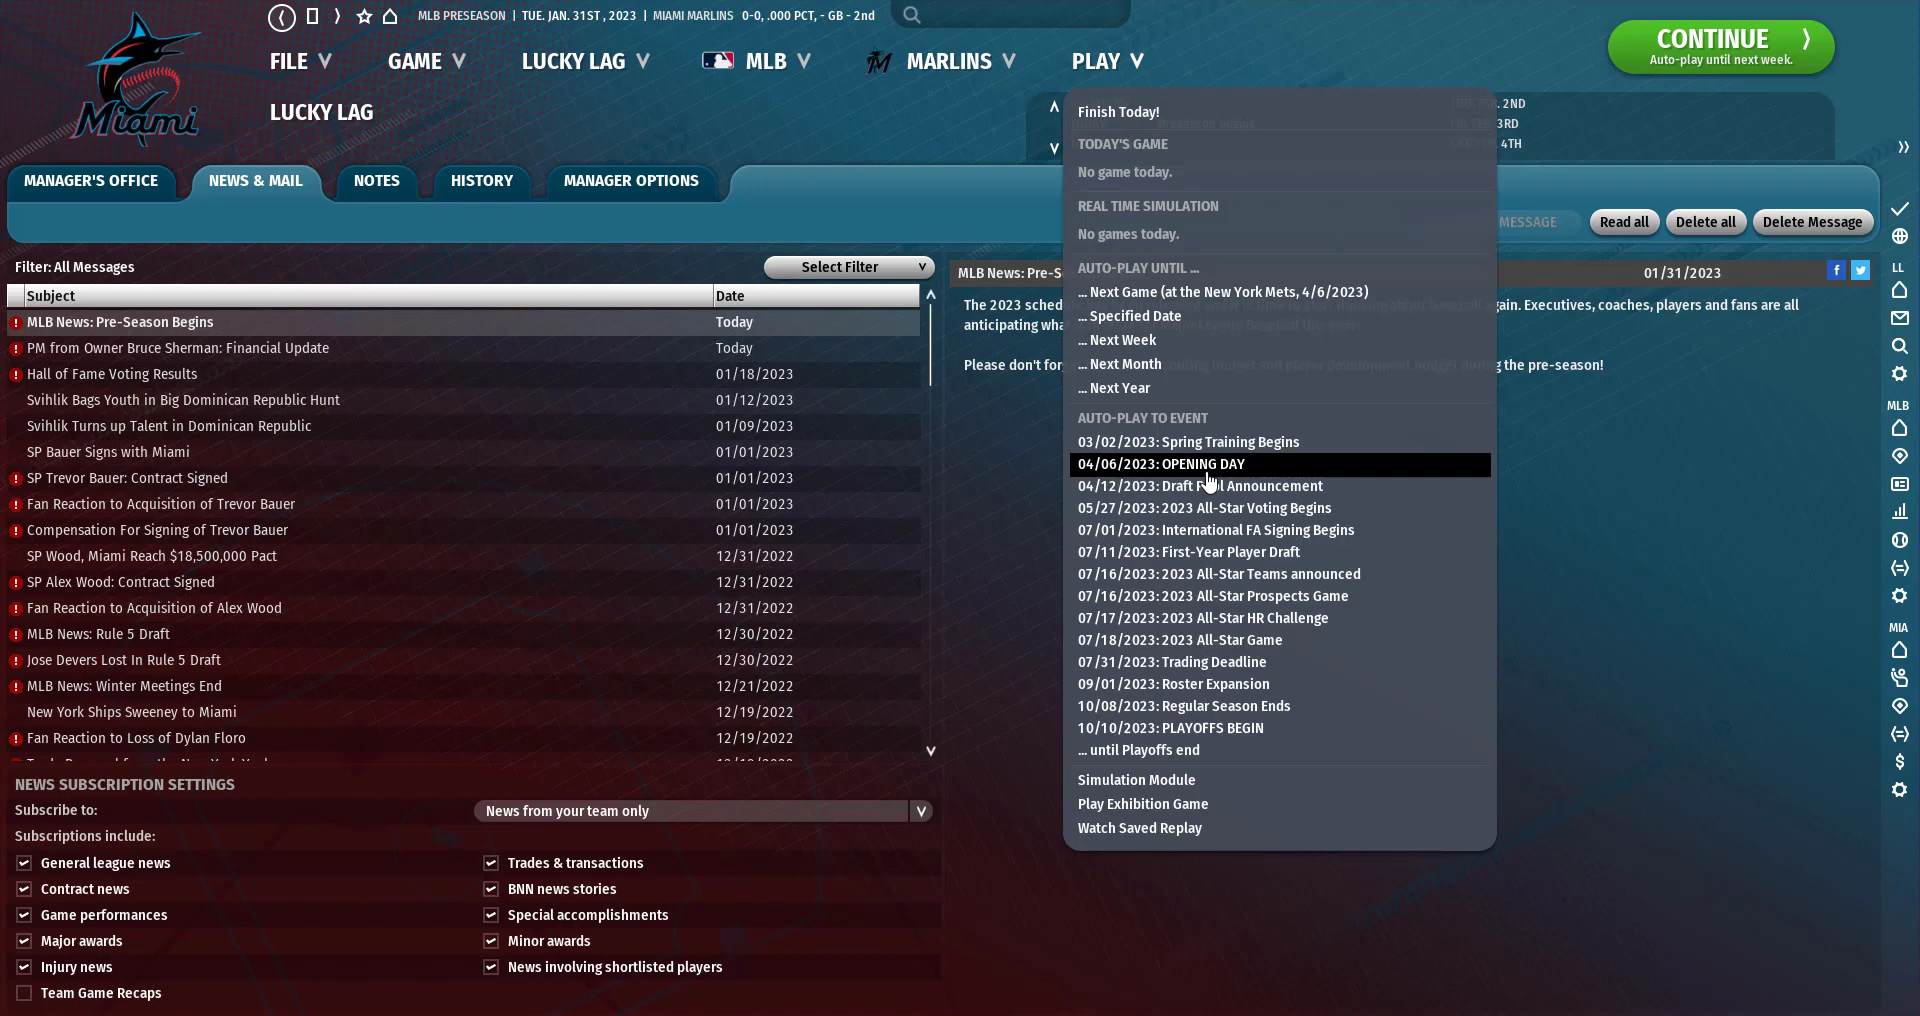 MLB PRESEASON | TUE. JAN. 31ST , 2023 | MIAMI MARLINS 0-0, .000 PCT, - GB - 2nd
FILE GAME LUCKY LAG MLB MARLINS PLAY
CONTINUE
Auto-play until next week.
Miami
LUCKY LAG
2ND
3RD
4TH
MANAGER'S OFFICE NEWS & MAIL NOTES HISTORY MANAGER OPTIONS
MESSAGE Read all Delete all Delete Message
Filter: All Messages Select Filter
Subject Date
MLB News: Pre-Season Begins Today
PM from Owner Bruce Sherman: Financial Update Today
Hall of Fame Voting Results 01/18/2023
Svihlik Bags Youth in Big Dominican Republic Hunt 01/12/2023
Svihlik Turns up Talent in Dominican Republic 01/09/2023
SP Bauer Signs with Miami 01/01/2023
SP Trevor Bauer: Contract Signed 01/01/2023
Fan Reaction to Acquisition of Trevor Bauer 01/01/2023
Compensation For Signing of Trevor Bauer 01/01/2023
SP Wood, Miami Reach $18,500,000 Pact 12/31/2022
SP Alex Wood: Contract Signed 12/31/2022
Fan Reaction to Acquisition of Alex Wood 12/31/2022
MLB News: Rule 5 Draft 12/30/2022
Jose Devers Lost In Rule 5 Draft 12/30/2022
MLB News: Winter Meetings End 12/21/2022
New York Ships Sweeney to Miami 12/19/2022
Fan Reaction to Loss of Dylan Floro 12/19/2022
NEWS SUBSCRIPTION SETTINGS
Subscribe to: News from your team only
Subscriptions include:
General league news Trades & transactions
Contract news BNN news stories
Game performances Special accomplishments
Major awards Minor awards
Injury news News involving shortlisted players
Team Game Recaps
MLB News: Pre-S 01/31/2023
The 2023 sched again. Executives, coaches, players and fans are all
anticipating wha
Please don't forg the pre-season!
Finish Today!
TODAY'S GAME
No game today.
REAL TIME SIMULATION
No games today.
AUTO-PLAY UNTIL ...
... Next Game (at the New York Mets, 4/6/2023)
... Specified Date
... Next Week
... Next Month
... Next Year
AUTO-PLAY TO EVENT
03/02/2023: Spring Training Begins
04/06/2023: OPENING DAY
04/12/2023: Draft Pool Announcement
05/27/2023: 2023 All-Star Voting Begins
07/01/2023: International FA Signing Begins
07/11/2023: First-Year Player Draft
07/16/2023: 2023 All-Star Teams announced
07/16/2023: 2023 All-Star Prospects Game
07/17/2023: 2023 All-Star HR Challenge
07/18/2023: 2023 All-Star Game
07/31/2023: Trading Deadline
09/01/2023: Roster Expansion
10/08/2023: Regular Season Ends
10/10/2023: PLAYOFFS BEGIN
... until Playoffs end
Simulation Module
Play Exhibition Game
Watch Saved Replay
LL
MLB
MIA